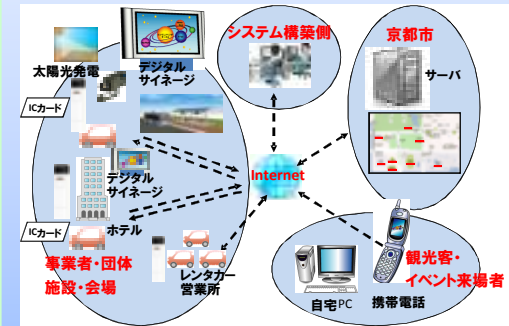 システム構築側
京都市
サーバ
太陽光発電
デジタル
サイネージ
ICカード
デジタル
サイネージ
ICカード
ホテル
事業者・団体
施設・会場
レンタカー
営業所
Internet
観光客・
イベント来場者
自宅PC
携帯電話